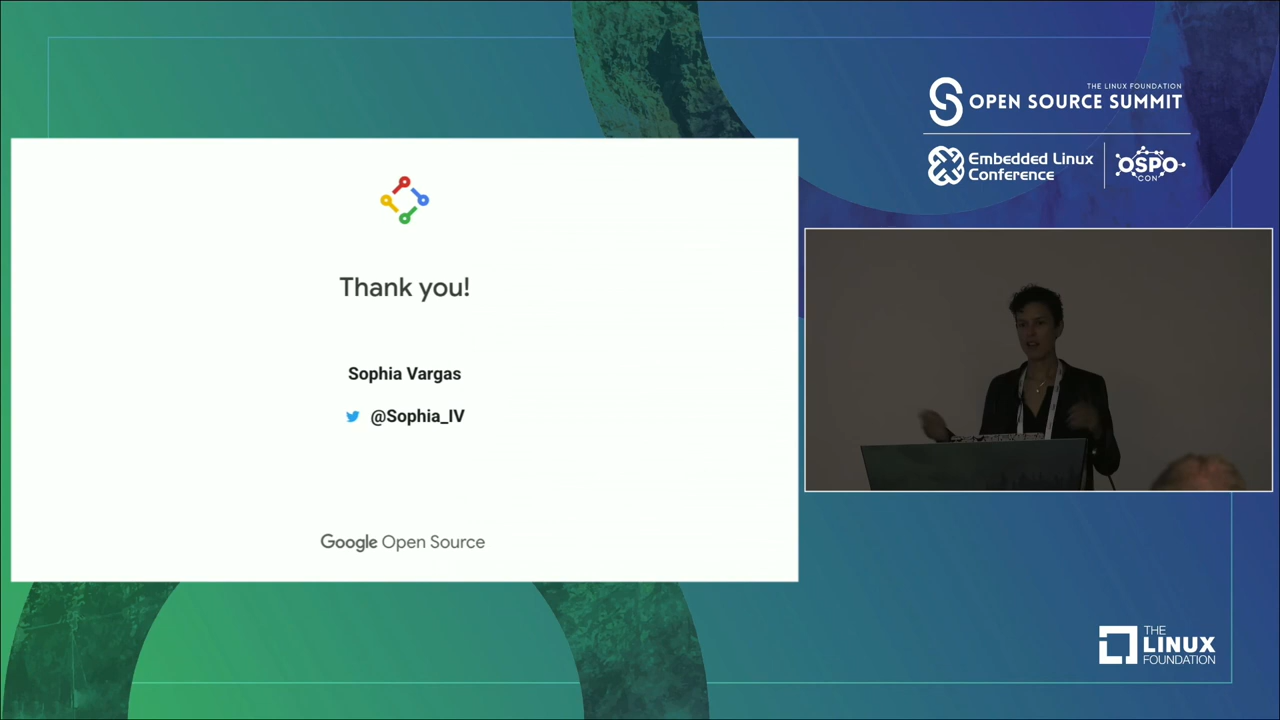 THE LINUX FOUNDATION
OPEN SOURCE SUMMIT
Embedded Linux
Conference
OSPO
CON
Thank you!
Sophia Vargas
@Sophia_IV
Google Open Source
THE
LINUX
FOUNDATION